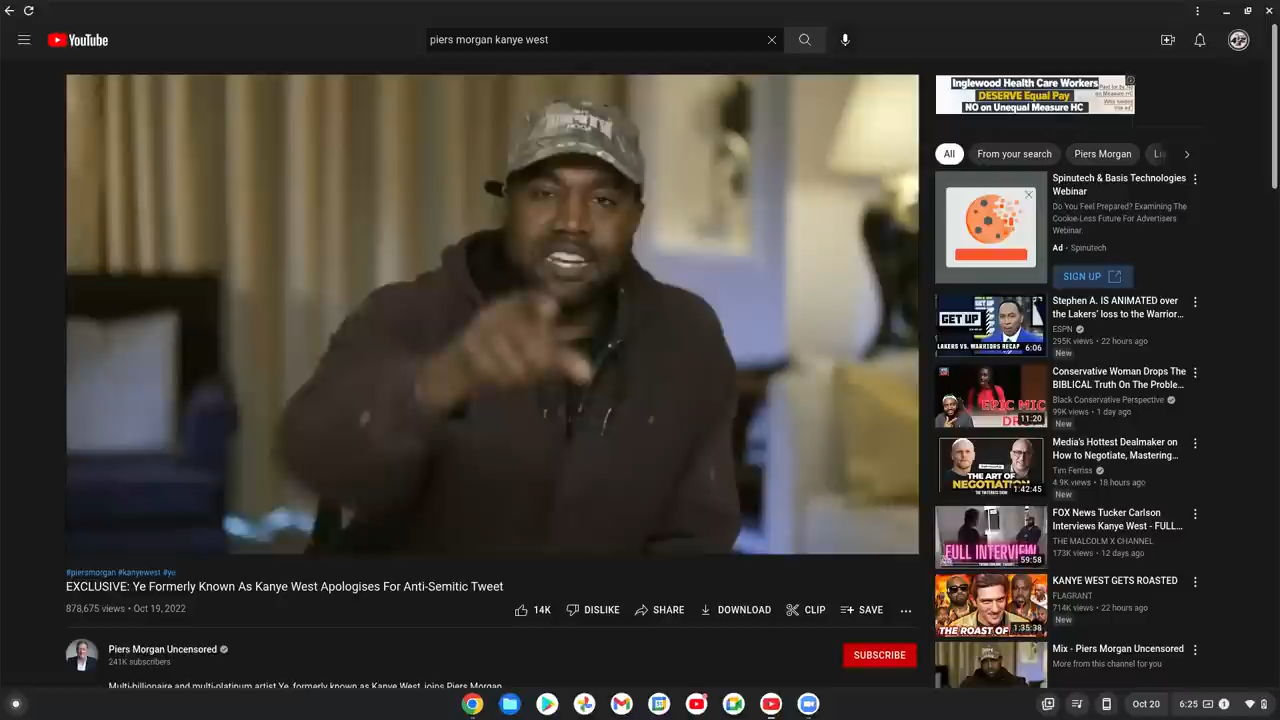 YouTube
piers morgan kanye west
Inglewood Health Care Workers
DESERVE Equal Pay
NO on Unequal Measure HC
All
From your search
Piers Morgan
Spinutech & Basis Technologies
Webinar
Do You Feel Prepared? Examining The
Cookie-Less Future For Advertisers
Webinar
Ad · Spinutech
SIGN UP
GET UP
LAKERS VS. WARRIORS RECAP
6:06
Stephen A. IS ANIMATED over
the Lakers' loss to the Warrior...
ESPN
295K views · 22 hours ago
New
EPIC MIC
11:20
Conservative Woman Drops The
BIBLICAL Truth On The Proble...
Black Conservative Perspective
99K views · 1 day ago
New
THE ART OF
NEGOTIATION
1:42:45
Media's Hottest Dealmaker on
How to Negotiate, Mastering...
Tim Ferriss
4.9K views · 18 hours ago
New
FULL INTERVIEW
59:58
FOX News Tucker Carlson
Interviews Kanye West - FULL...
THE MALCOLM X CHANNEL
173K views · 12 days ago
THE ROAST OF
1:35:38
KANYE WEST GETS ROASTED
FLAGRANT
714K views · 22 hours ago
New
Mix - Piers Morgan Uncensored
More from this channel for you
#piersmorgan #kanyewest #ye
EXCLUSIVE: Ye Formerly Known As Kanye West Apologises For Anti-Semitic Tweet
878,675 views · Oct 19, 2022
14K
DISLIKE
SHARE
DOWNLOAD
CLIP
SAVE
Piers Morgan Uncensored
241K subscribers
SUBSCRIBE
Multi-billionaire and multi-platinum artist Ye, formerly known as Kanye West, joins Piers Morgan
Oct 20
6:25